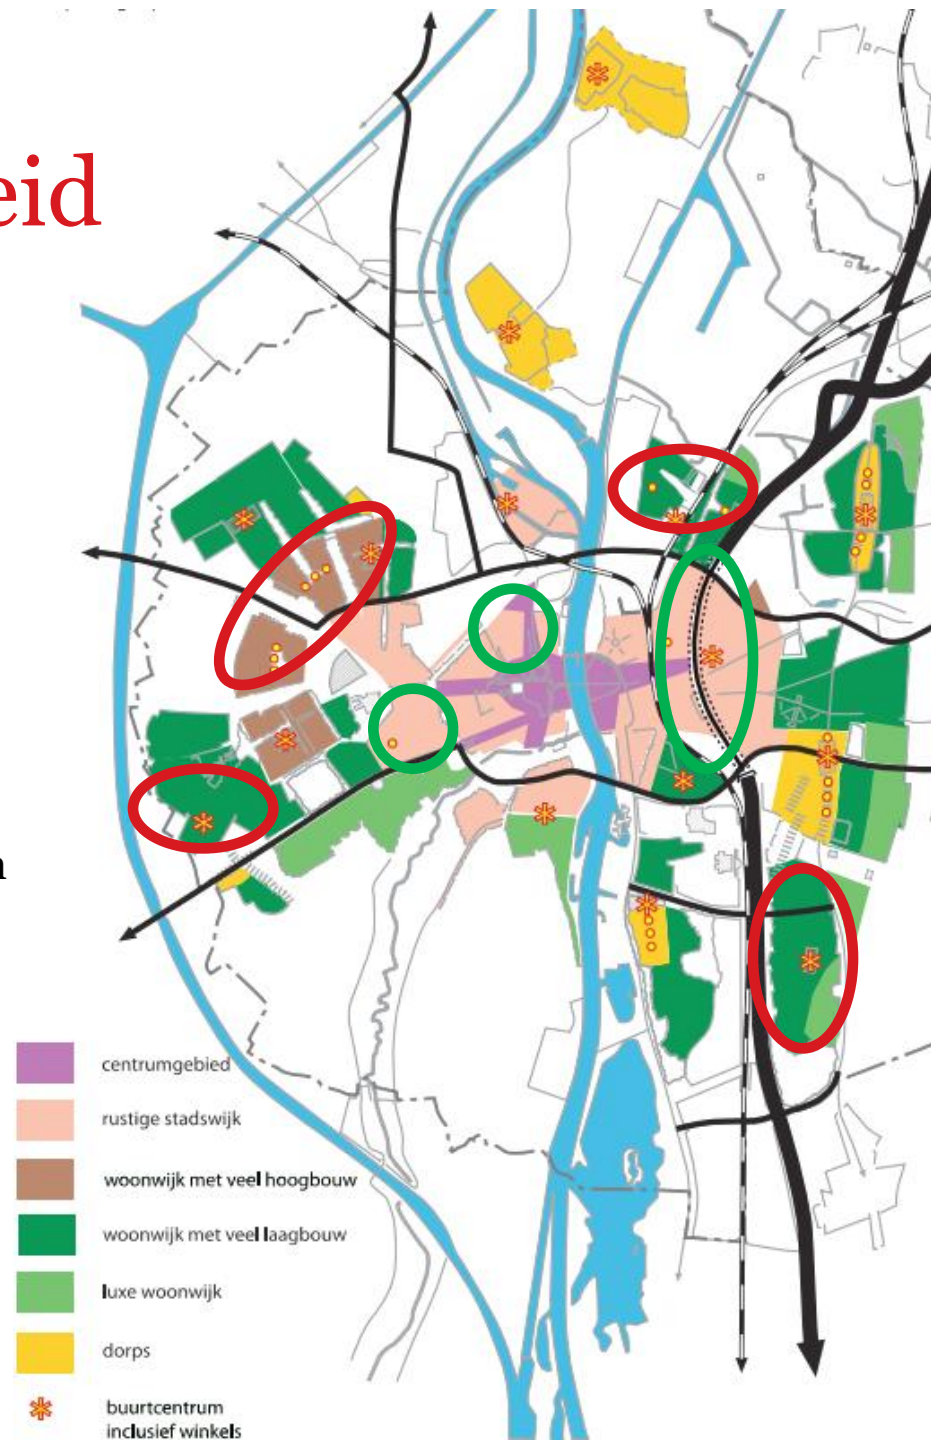 eid
n
centrumgebied
rustige stadswijk
woonwijk met veel hoogbouw
woonwijk met veel laagbouw
luxe woonwijk
dorps
buurtcentrum
inclusief winkels